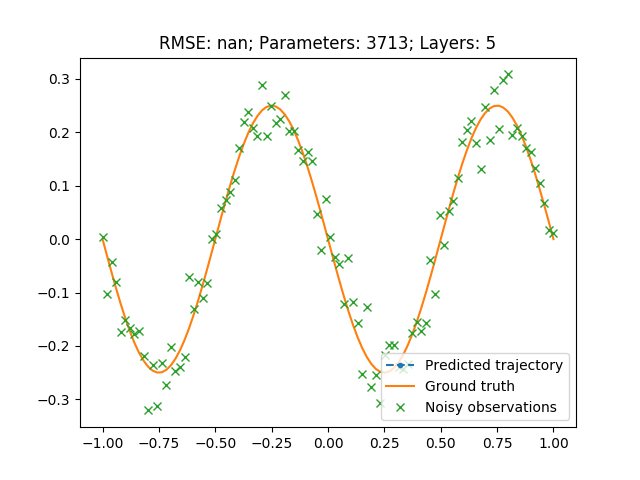 RMSE: nan; Parameters: 3713; Layers: 5
0.3
0.2
0.1
0.0
−0.1
−0.2
−0.3
−1.00 −0.75 −0.50 −0.25 0.00 0.25 0.50 0.75 1.00
Predicted trajectory
Ground truth
Noisy observations